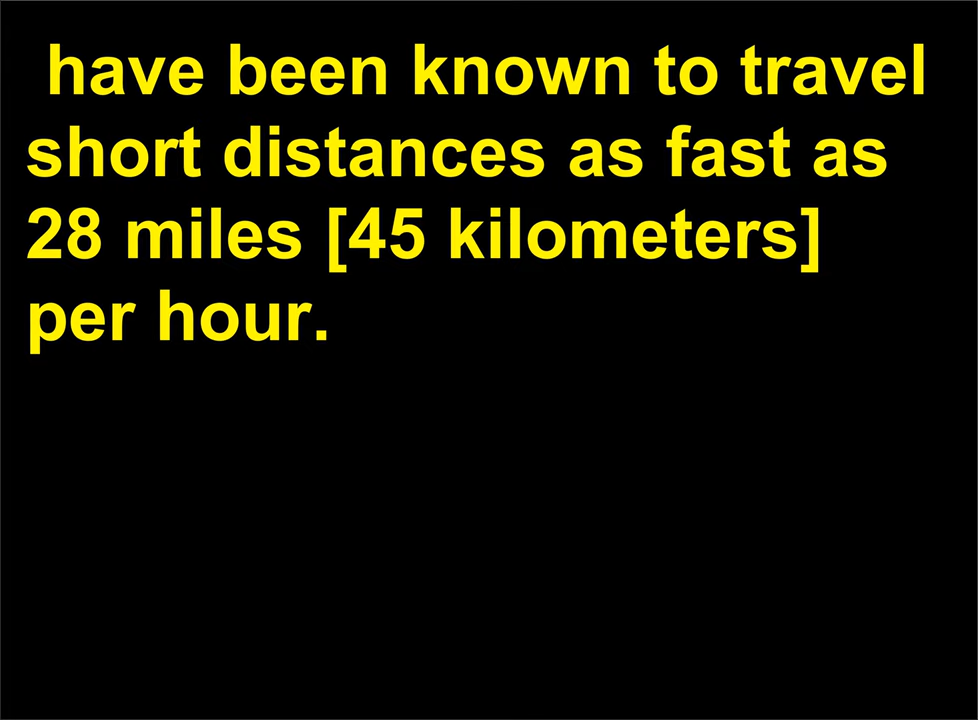 have been known to travel
short distances as fast as
28 miles [45 kilometers]
per hour.